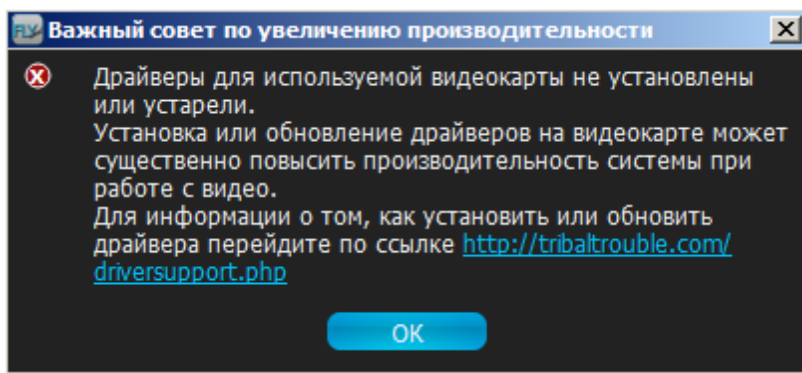 Важный совет по увеличению производительности
Драйверы для используемой видеокарты не установлены
или устарели.
Установка или обновление драйверов на видеокарте может
существенно повысить производительность системы при
работе с видео.
Для информации о том, как установить или обновить
драйвера перейдите по ссылке http://tribaltrouble.com/
driversupport.php
OK